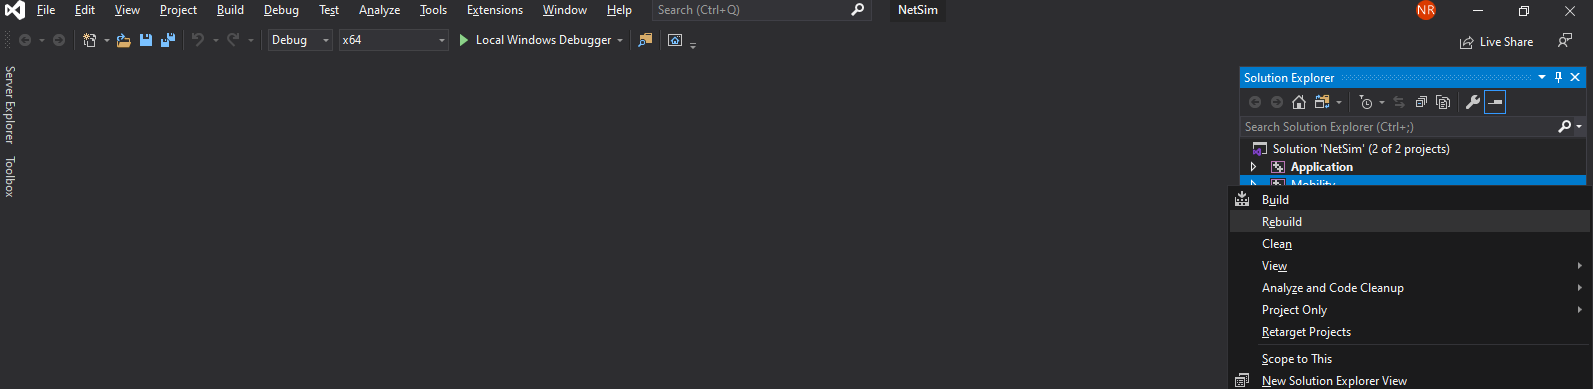 File Edit View Project Build Debug Test Analyze Tools Extensions Window Help Search (Ctrl+Q) NetSim NR
Debug x64 Local Windows Debugger Live Share
Server Explorer
Toolbox
Solution Explorer
Search Solution Explorer (Ctrl+;)
Solution 'NetSim' (2 of 2 projects)
Application
Mobility
Build
Rebuild
Clean
View
Analyze and Code Cleanup
Project Only
Retarget Projects
Scope to This
New Solution Explorer View